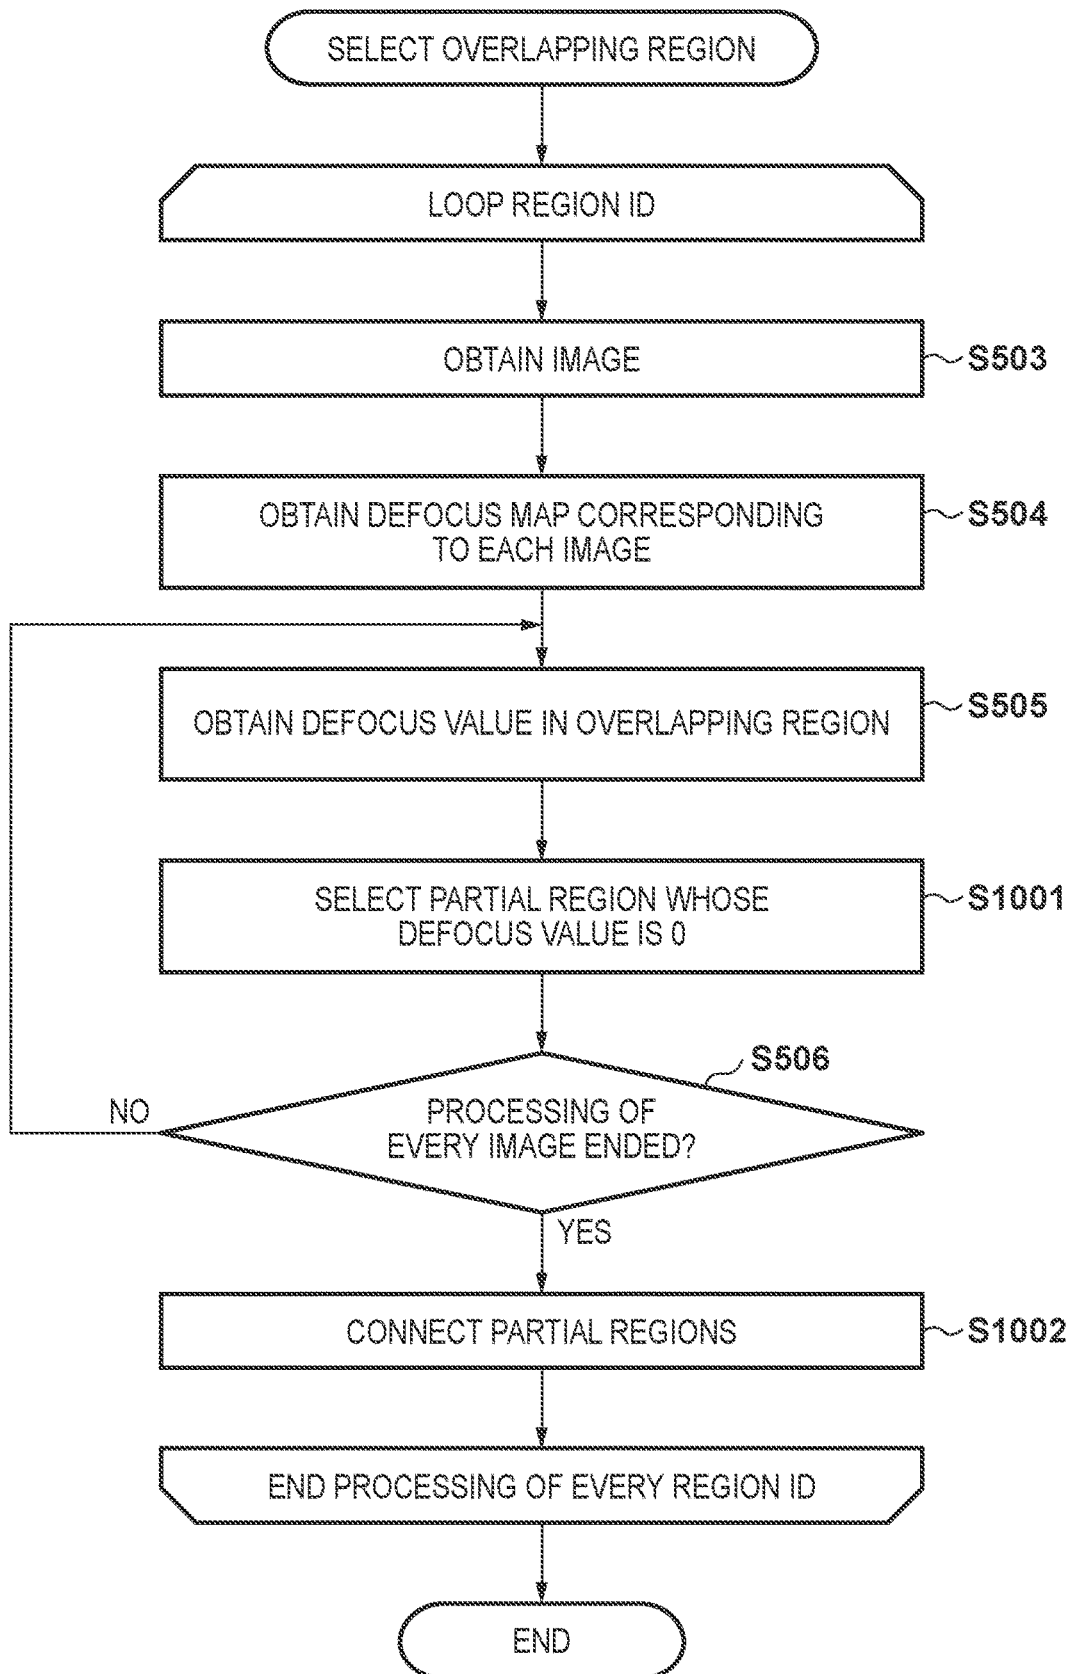 SELECT OVERLAPPING REGION
LOOP REGION ID
OBTAIN IMAGE
S503
OBTAIN DEFOCUS MAP CORRESPONDING
TO EACH IMAGE
S504
OBTAIN DEFOCUS VALUE IN OVERLAPPING REGION
S505
SELECT PARTIAL REGION WHOSE
DEFOCUS VALUE IS 0
S1001
S506
PROCESSING OF
EVERY IMAGE ENDED?
NO
YES
CONNECT PARTIAL REGIONS
S1002
END PROCESSING OF EVERY REGION ID
END